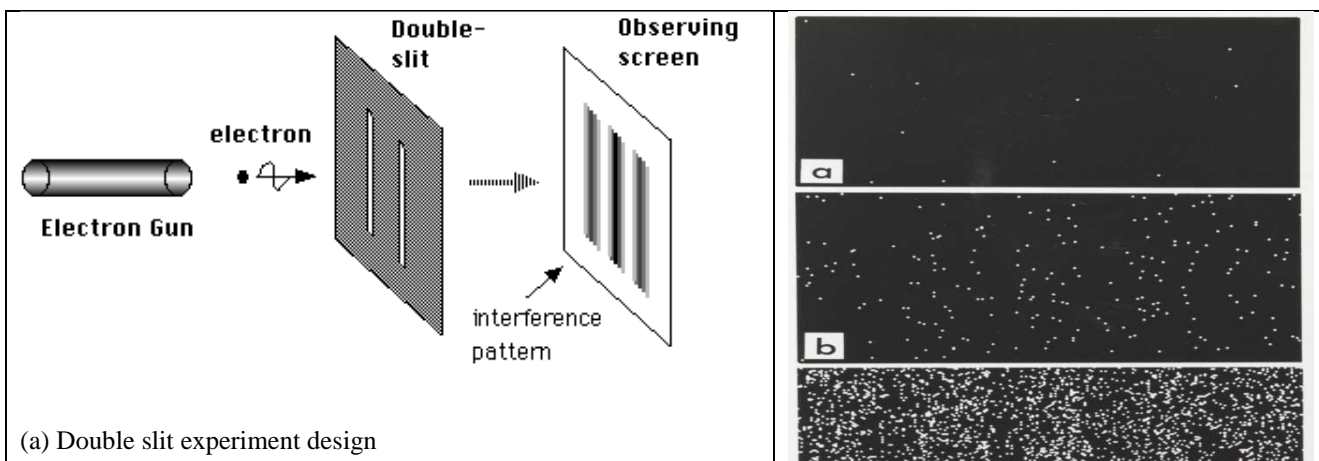 Double-
slit
Observing
screen
electron
Electron Gun
interference
pattern
(a) Double slit experiment design
a
b